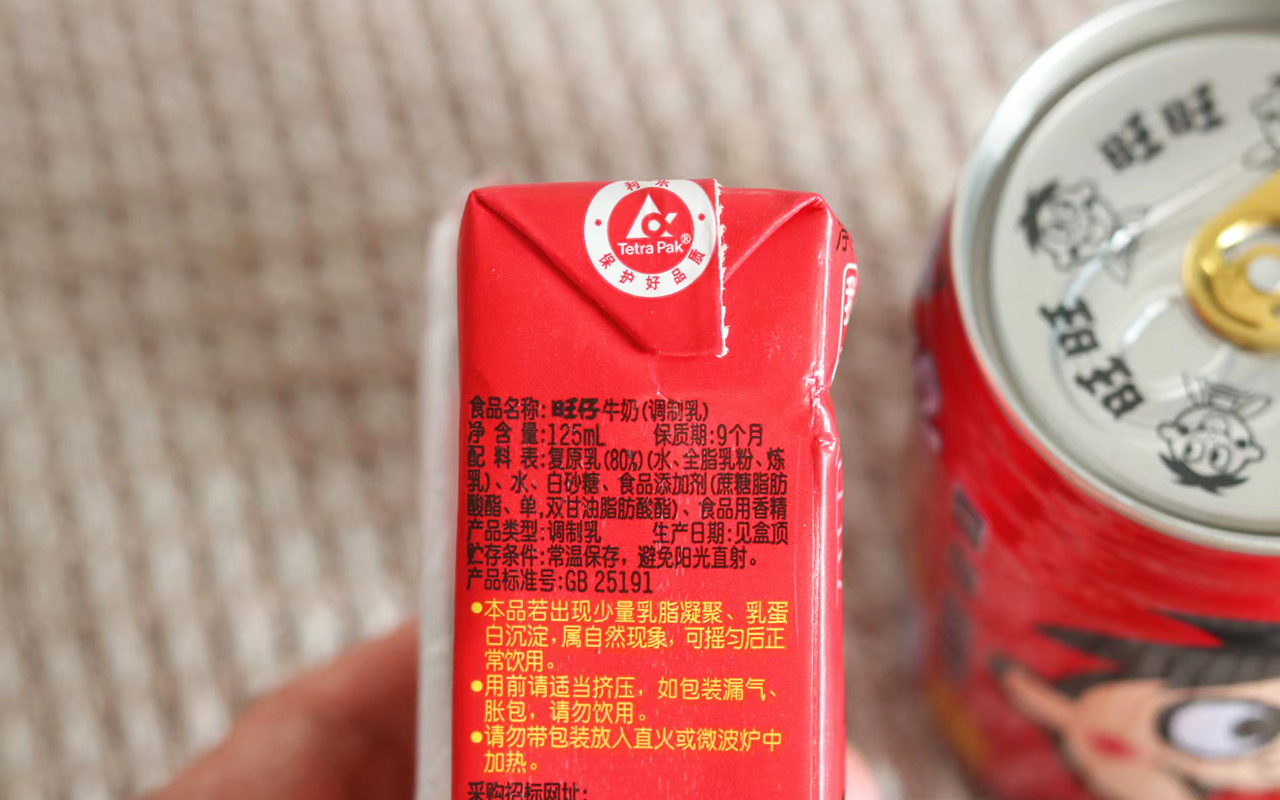 利乐
Tetra Pak®
保护好品质
食品名称:旺仔牛奶(调制乳)
净含量:125mL 保质期:9个月
配料表:复原乳(80%)(水、全脂乳粉、炼
乳)、水、白砂糖、食品添加剂(蔗糖脂肪
酸酯、单,双甘油脂肪酸酯)、食品用香精
产品类型:调制乳 生产日期:见盒顶
贮存条件:常温保存,避免阳光直射。
产品标准号:GB 25191
●本品若出现少量乳脂凝聚、乳蛋
白沉淀,属自然现象,可摇匀后正
常饮用。
●用前请适当挤压,如包装漏气、
胀包,请勿饮用。
●请勿带包装放入直火或微波炉中
加热。
采购招标网址:
旺旺